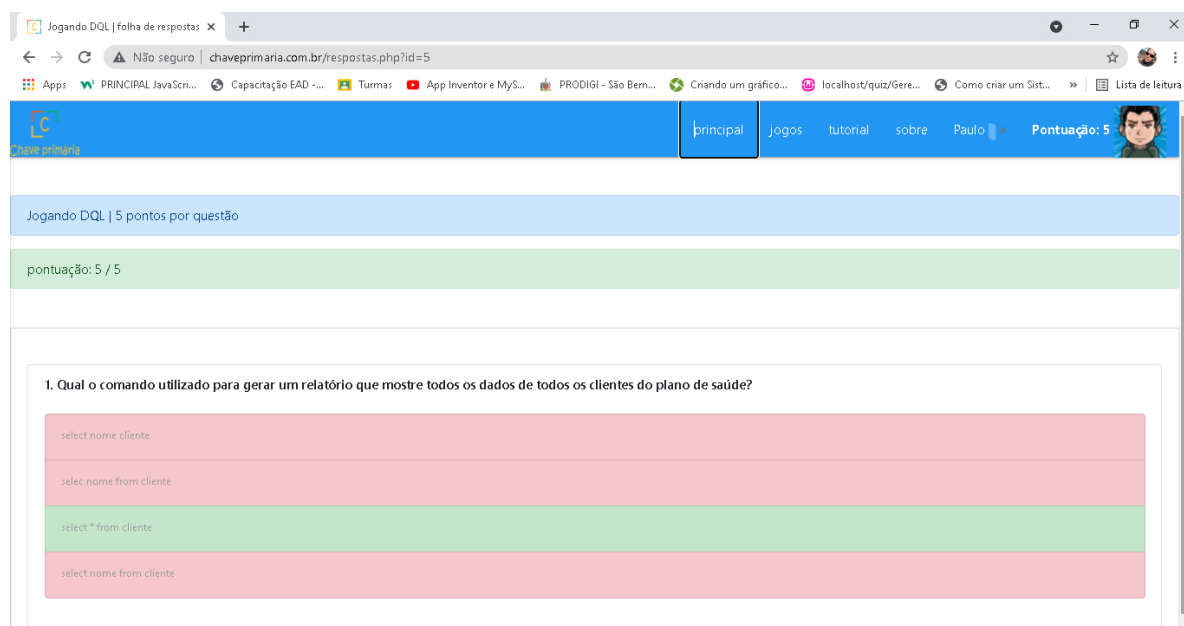 Jogando DQL | folha de respostas
Não seguro | chaveprimaria.com.br/respostas.php?id=5
Apps PRINCIPAL JavaScri... Capacitação EAD -... Turmas App Inventor e MyS... PRODIGI - São Bern... Criando um gráfico... localhost/quiz/Gere... Como criar um Sist... » Lista de leitura
LC
Chave primária
principal jogos tutorial sobre Paulo Pontuação: 5
Jogando DQL | 5 pontos por questão
pontuação: 5 / 5
1. Qual o comando utilizado para gerar um relatório que mostre todos os dados de todos os clientes do plano de saúde?
select nome cliente
selec nome from cliente
select * from cliente
select nome from cliente